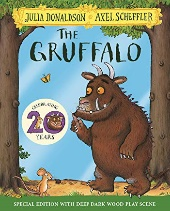 JULIA DONALDSON • AXEL SCHEFFLER
THE
GRUFFALO
CELEBRATING
20
YEARS
SPECIAL EDITION WITH DEEP DARK WOOD PLAY SCENE